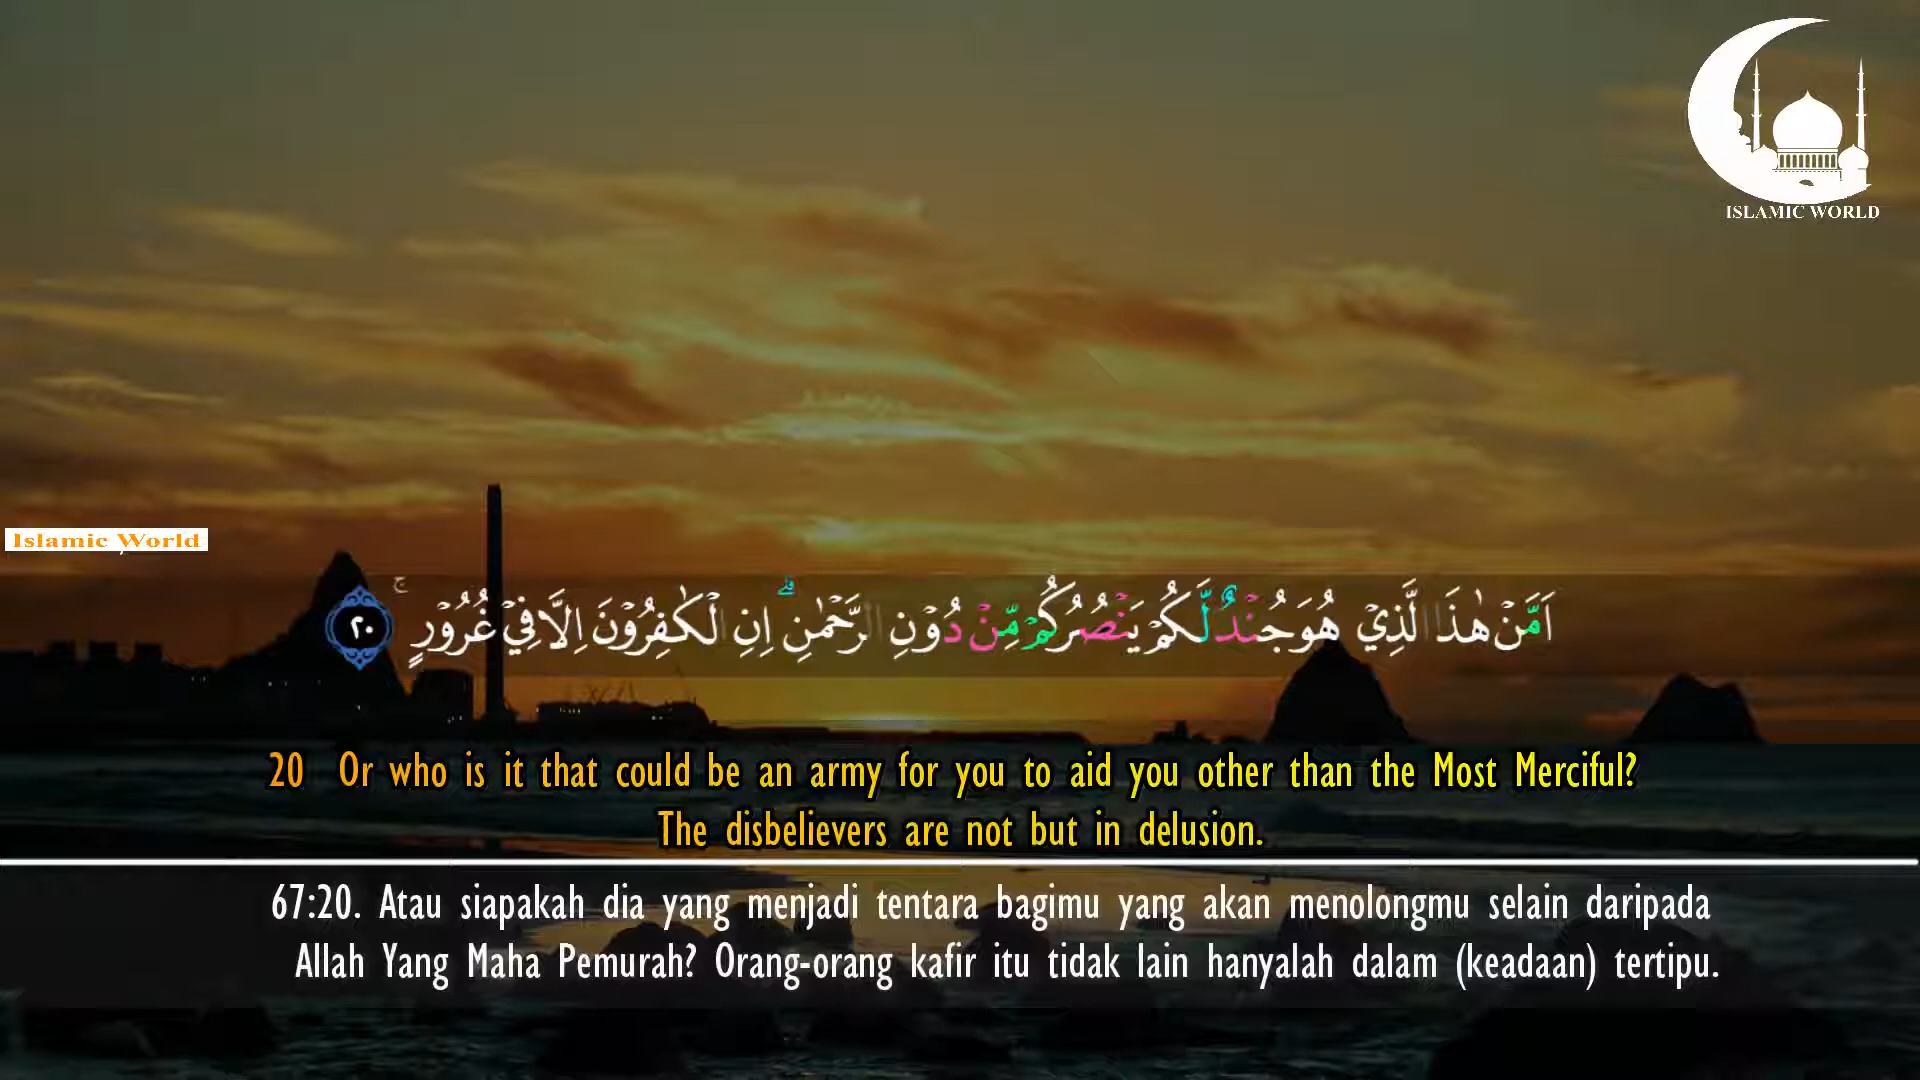 ISLAMIC WORLD
Islamic World
اَمَّنْ هٰذَا الَّذِيْ هُوَ جُنْدٌ لَّكُمْ يَنْصُرُكُمْ مِّنْ دُوْنِ الرَّحْمٰنِۗ اِنِ الْكٰفِرُوْنَ اِلَّا فِيْ غُرُوْرٍۚ ٢٠
20 Or who is it that could be an army for you to aid you other than the Most Merciful?
The disbelievers are not but in delusion.
67:20. Atau siapakah dia yang menjadi tentara bagimu yang akan menolongmu selain daripada
Allah Yang Maha Pemurah? Orang-orang kafir itu tidak lain hanyalah dalam (keadaan) tertipu.